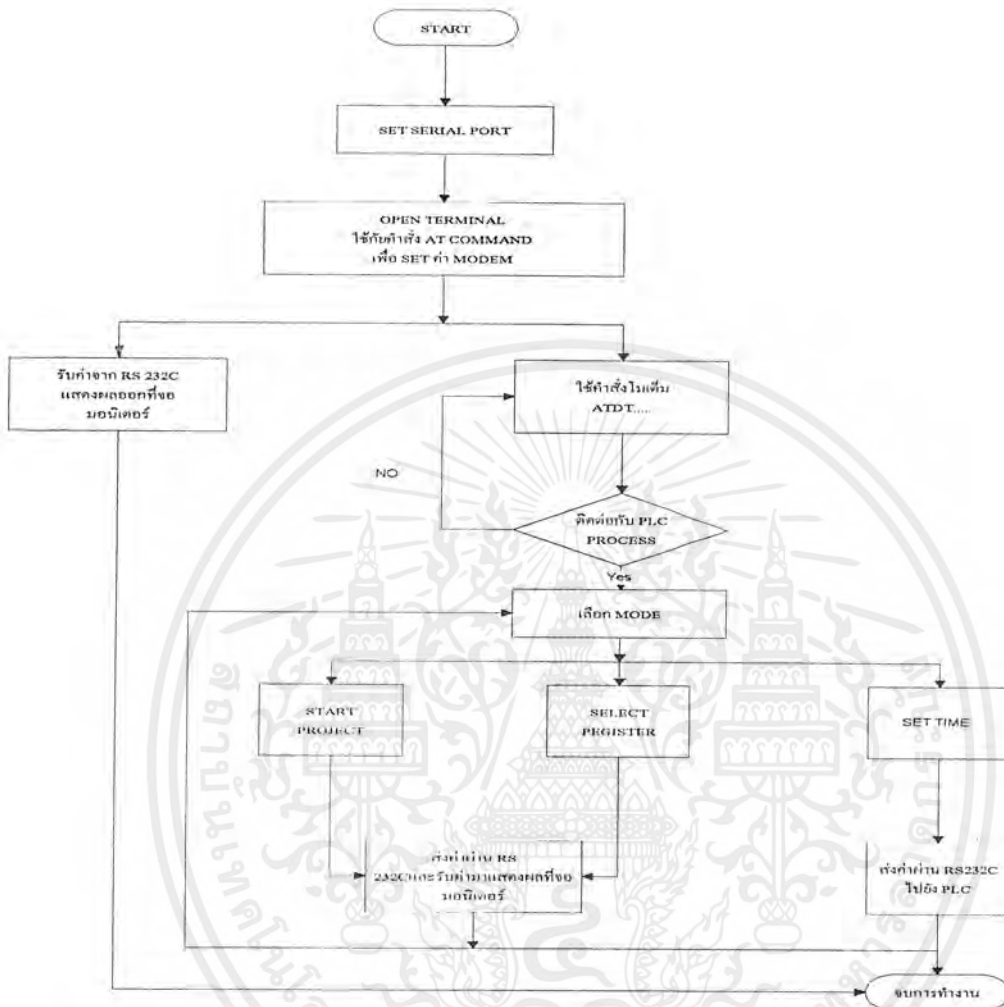 START
SET SERIAL PORT
OPEN TERMINAL
ใช้กับคำสั่ง AT COMMAND
เพื่อ SET ค่า MODEM
รับค่าจาก RS 232C
แสดงผลออกที่จอ
มอนิเตอร์
ใช้คำสั่งโมเด็ม
ATDT.....
NO
ติดต่อกับ PLC
PROCESS
Yes
เลือก MODE
START
PROJECT
SELECT
PEGISTER
SET TIME
ส่งค่าผ่าน RS
232Cและรับค่ามาแสดงผลที่จอ
มอนิเตอร์
ส่งค่าผ่าน RS232C
ไปยัง PLC
จบการทำงาน